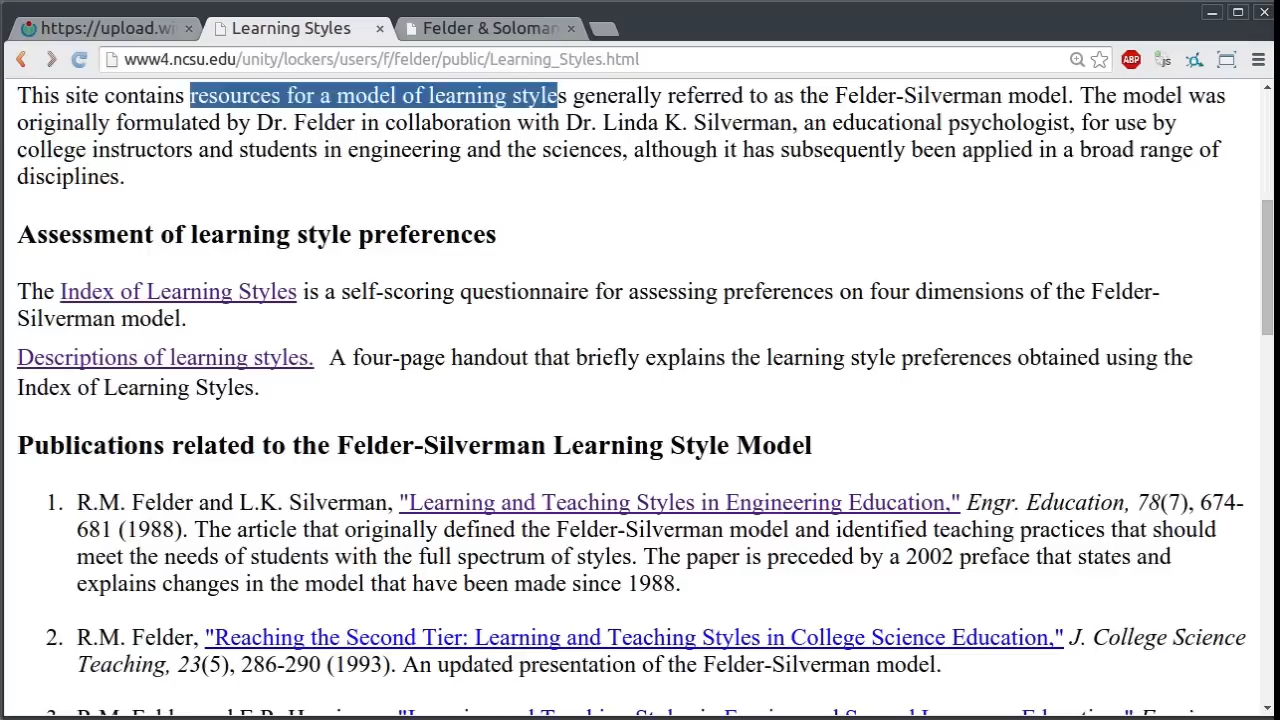 https://upload.wi
Learning Styles
Felder & Soloman
www4.ncsu.edu/unity/lockers/users/f/felder/public/Learning_Styles.html
ABP
js
This site contains resources for a model of learning styles generally referred to as the Felder-Silverman model. The model was
originally formulated by Dr. Felder in collaboration with Dr. Linda K. Silverman, an educational psychologist, for use by
college instructors and students in engineering and the sciences, although it has subsequently been applied in a broad range of
disciplines.
Assessment of learning style preferences
The Index of Learning Styles is a self-scoring questionnaire for assessing preferences on four dimensions of the Felder-
Silverman model.
Descriptions of learning styles. A four-page handout that briefly explains the learning style preferences obtained using the
Index of Learning Styles.
Publications related to the Felder-Silverman Learning Style Model
1. R.M. Felder and L.K. Silverman, "Learning and Teaching Styles in Engineering Education," Engr. Education, 78(7), 674-
681 (1988). The article that originally defined the Felder-Silverman model and identified teaching practices that should
meet the needs of students with the full spectrum of styles. The paper is preceded by a 2002 preface that states and
explains changes in the model that have been made since 1988.
2. R.M. Felder, "Reaching the Second Tier: Learning and Teaching Styles in College Science Education," J. College Science
Teaching, 23(5), 286-290 (1993). An updated presentation of the Felder-Silverman model.